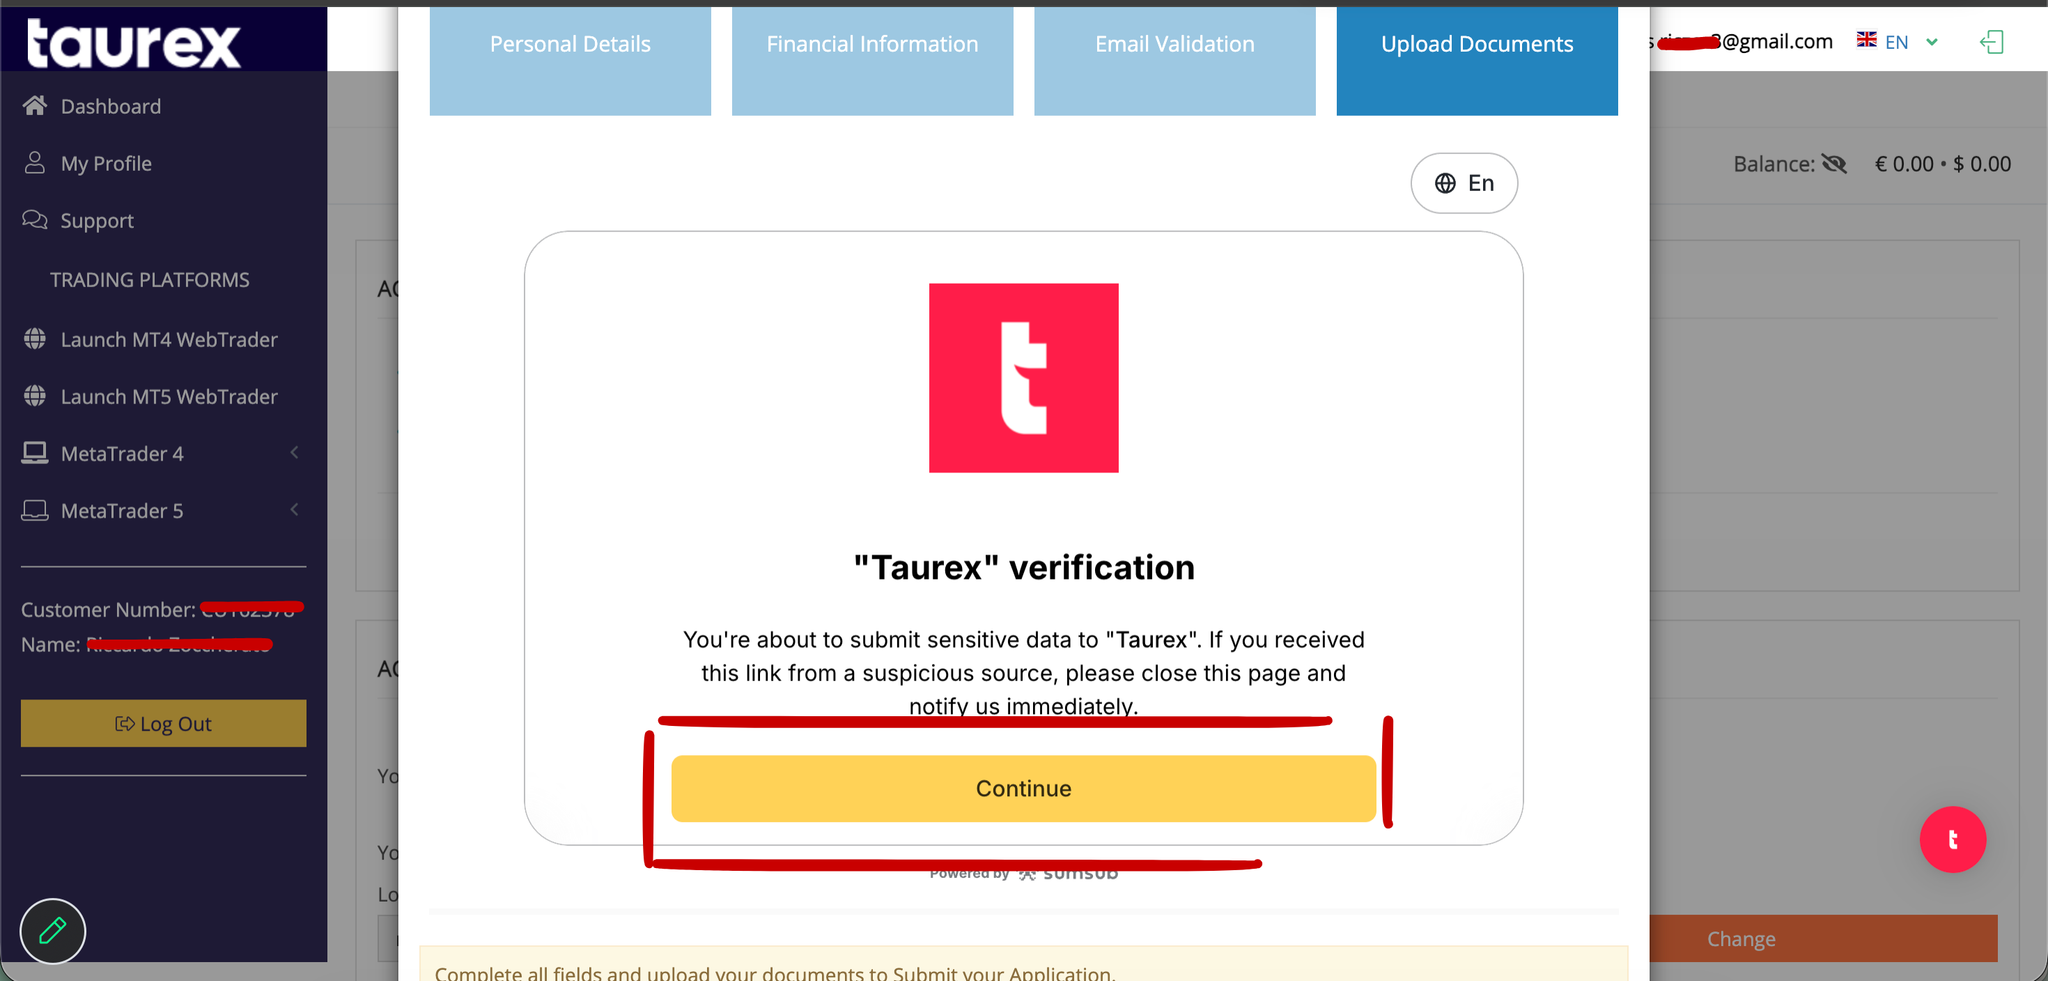 taurex
Dashboard
My Profile
Support
TRADING PLATFORMS
Launch MT4 WebTrader
Launch MT5 WebTrader
MetaTrader 4
MetaTrader 5
Customer Number:
Name:
Log Out
Personal Details
Financial Information
Email Validation
Upload Documents
@gmail.com
EN
Balance:
€ 0.00 • $ 0.00
En
t
"Taurex" verification
You're about to submit sensitive data to "Taurex". If you received
this link from a suspicious source, please close this page and
notify us immediately.
Continue
Powered by sumsub
Complete all fields and upload your documents to Submit your Application.
Yo
Yo
Lo
Change
t